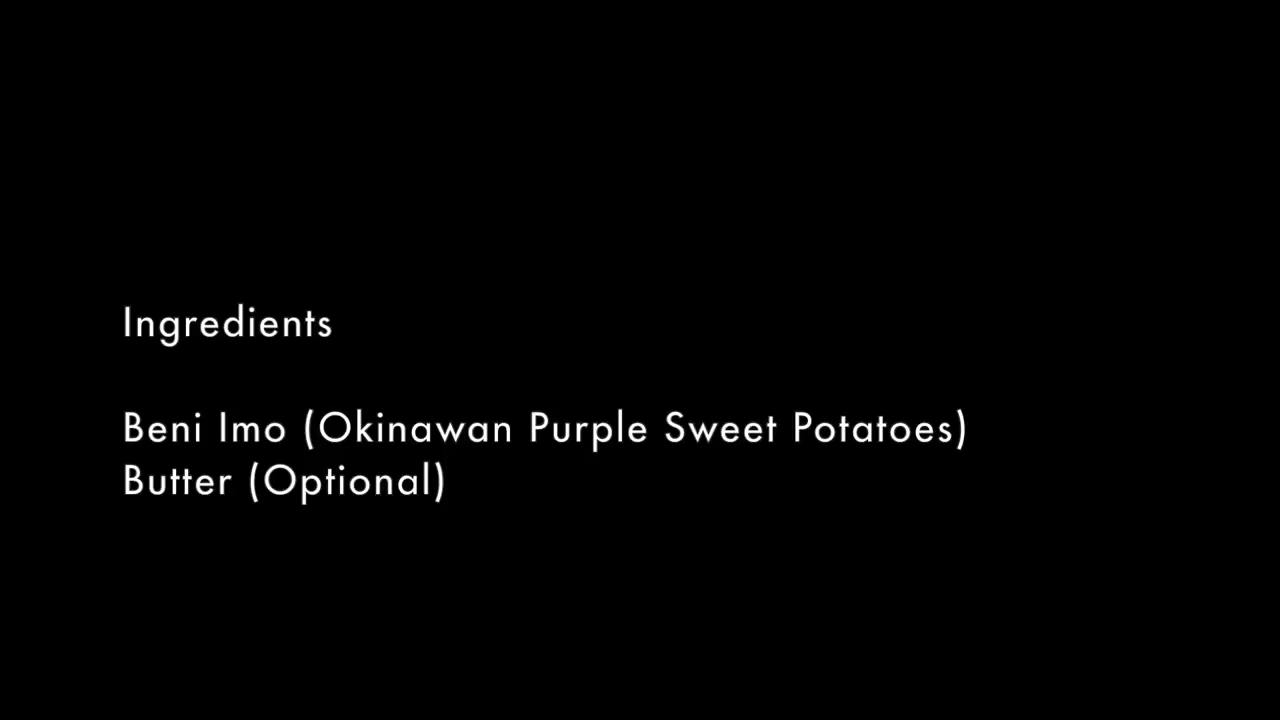 Ingredients
Beni Imo (Okinawan Purple Sweet Potatoes)
Butter (Optional)